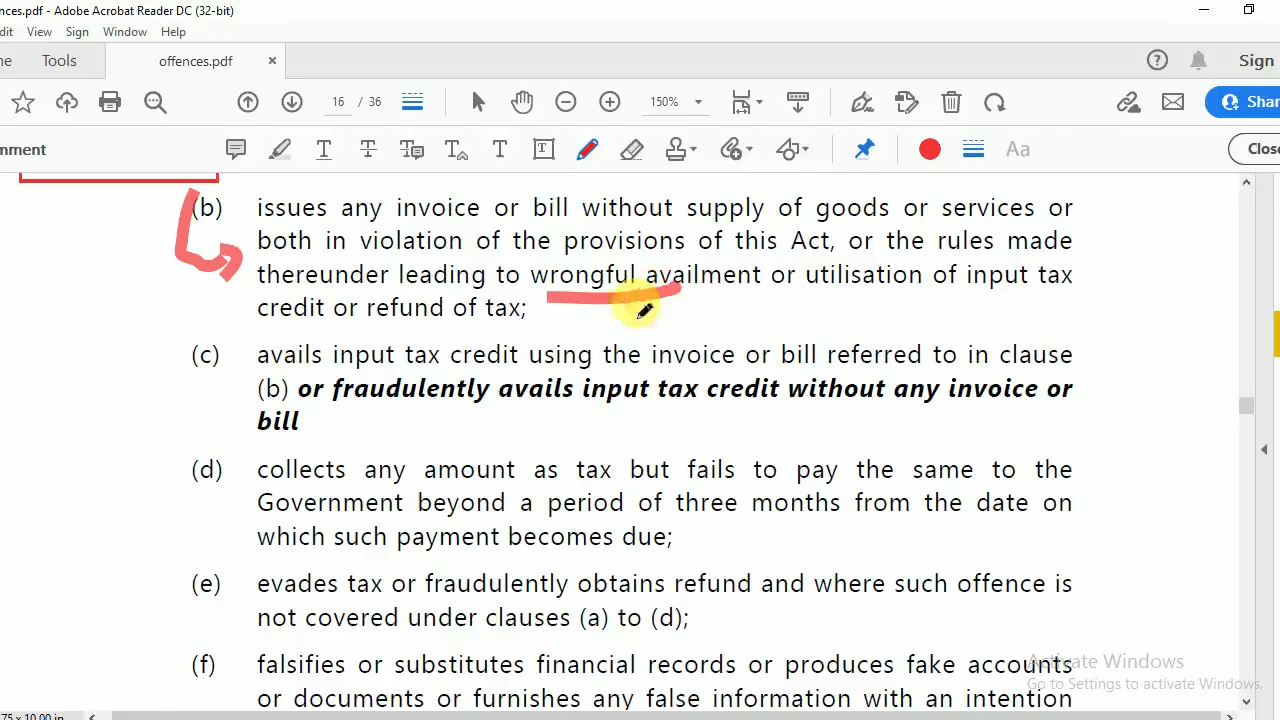 nces.pdf - Adobe Acrobat Reader DC (32-bit)
dit View Sign Window Help
me Tools offences.pdf × Sign
16 / 36 150% Shar
mment Aa Close
(b) issues any invoice or bill without supply of goods or services or
both in violation of the provisions of this Act, or the rules made
thereunder leading to wrongful availment or utilisation of input tax
credit or refund of tax;
(c) avails input tax credit using the invoice or bill referred to in clause
(b) or fraudulently avails input tax credit without any invoice or
bill
(d) collects any amount as tax but fails to pay the same to the
Government beyond a period of three months from the date on
which such payment becomes due;
(e) evades tax or fraudulently obtains refund and where such offence is
not covered under clauses (a) to (d);
(f) falsifies or substitutes financial records or produces fake accounts
or documents or furnishes any false information with an intention
Activate Windows
Go to Settings to activate Windows.
75 x 10.00 in